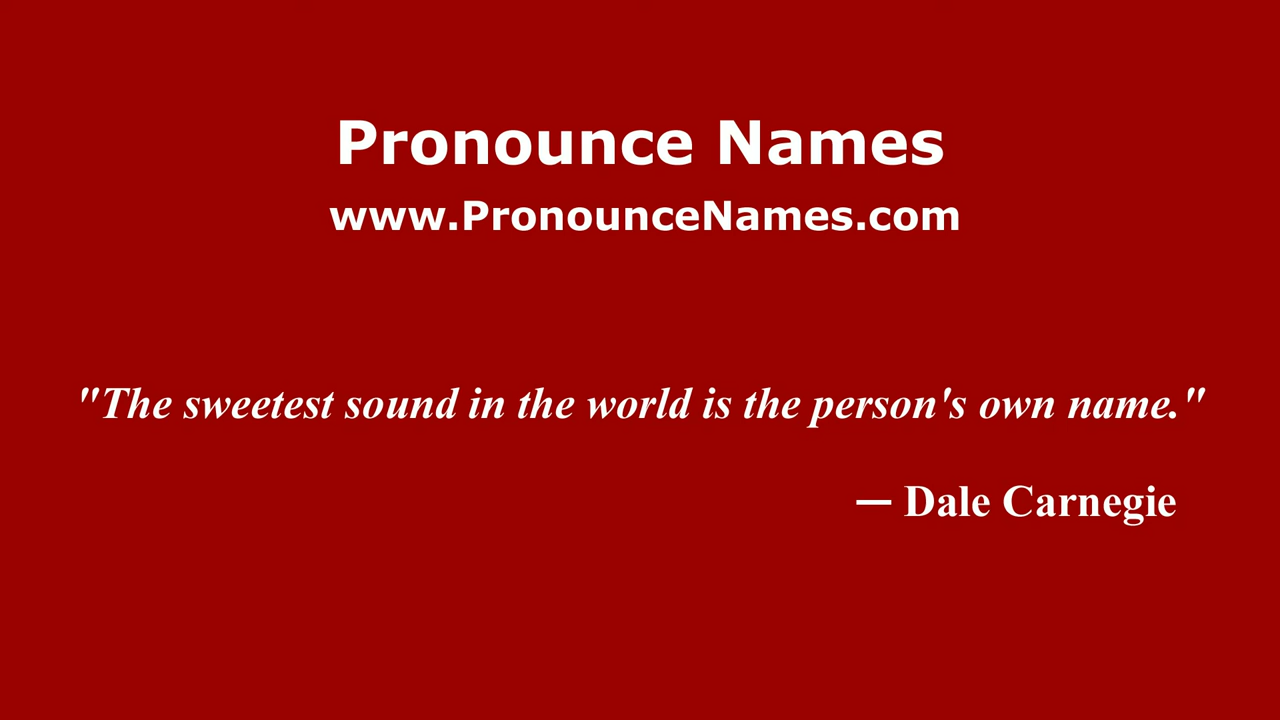 Pronounce Names
www.PronounceNames.com
"The sweetest sound in the world is the person's own name."
— Dale Carnegie